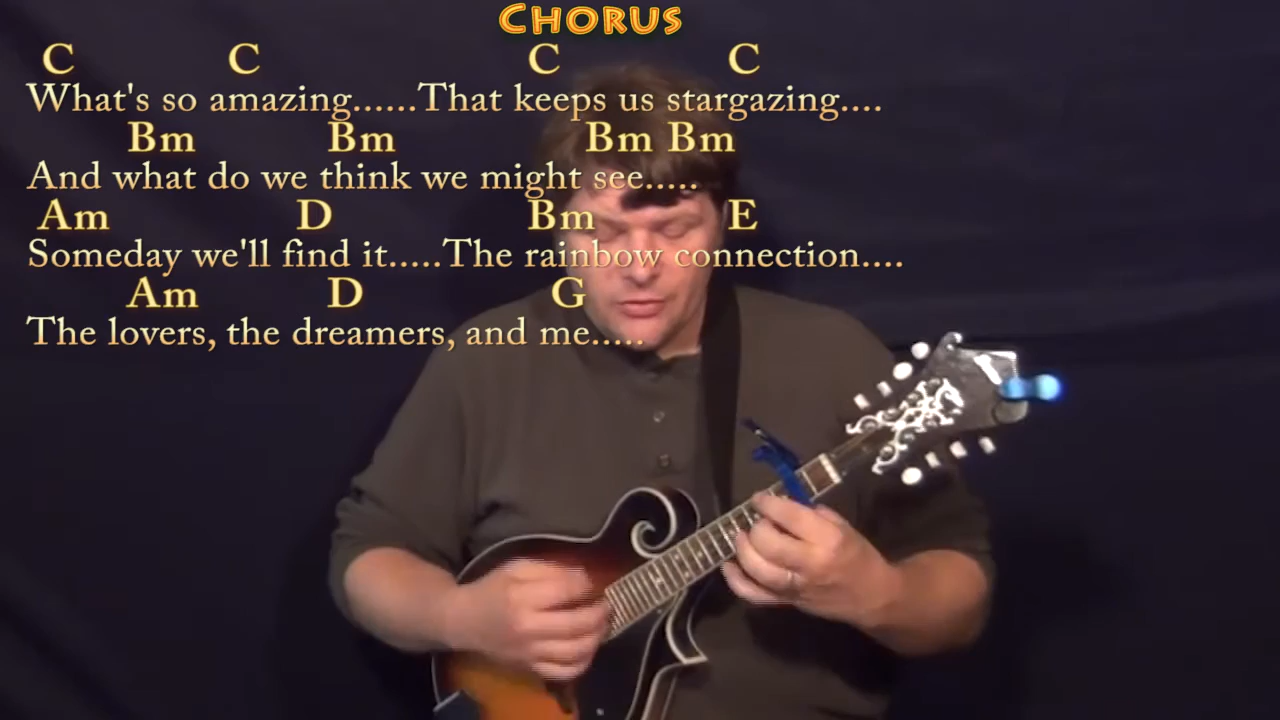 CHORUS
C C C C
What's so amazing......That keeps us stargazing....
Bm Bm Bm Bm
And what do we think we might see.....
Am D Bm E
Someday we'll find it.....The rainbow connection....
Am D G
The lovers, the dreamers, and me.....